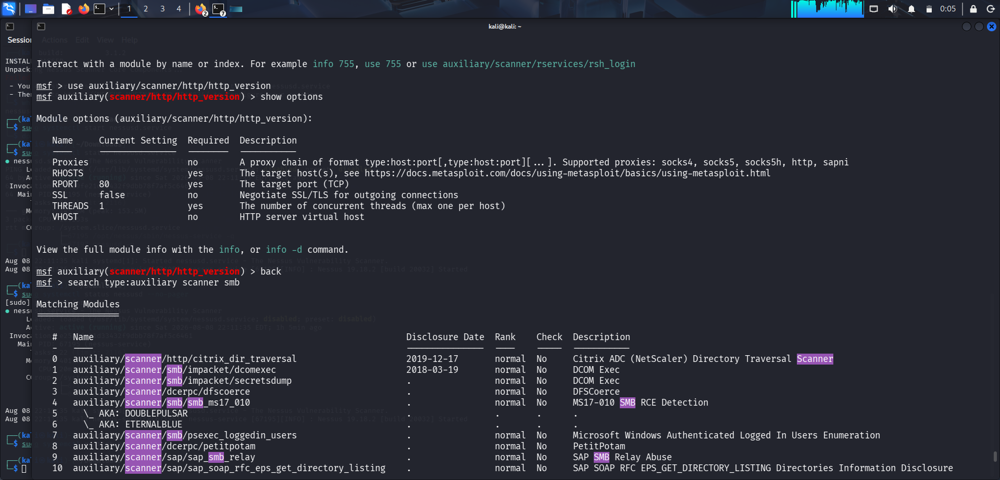 1 2 3 4 2 7 0:05
kali@kali: ~
Session Actions Edit View Help
Interact with a module by name or index. For example info 755, use 755 or use auxiliary/scanner/rservices/rsh_login
msf > use auxiliary/scanner/http/http_version
msf auxiliary(scanner/http/http_version) > show options
Module options (auxiliary/scanner/http/http_version):
Name Current Setting Required Description
Proxies no A proxy chain of format type:host:port[,type:host:port][...]. Supported proxies: socks4, socks5, socks5h, http, sapni
RHOSTS yes The target host(s), see https://docs.metasploit.com/docs/using-metasploit/basics/using-metasploit.html
RPORT 80 yes The target port (TCP)
SSL false no Negotiate SSL/TLS for outgoing connections
THREADS 1 yes The number of concurrent threads (max one per host)
VHOST no HTTP server virtual host
View the full module info with the info, or info -d command.
msf auxiliary(scanner/http/http_version) > back
msf > search type:auxiliary scanner smb
Matching Modules
# Name Disclosure Date Rank Check Description
- ---- --------------- ---- ----- -----------
0 auxiliary/scanner/http/citrix_dir_traversal 2019-12-17 normal No Citrix ADC (NetScaler) Directory Traversal Scanner
1 auxiliary/scanner/smb/impacket/dcomexec 2018-03-19 normal No DCOM Exec
2 auxiliary/scanner/smb/impacket/secretsdump . normal No DCOM Exec
3 auxiliary/scanner/dcerpc/dfscoerce . normal No DFSCoerce
4 auxiliary/scanner/smb/smb_ms17_010 . normal No MS17-010 SMB RCE Detection
5 \_ AKA: DOUBLEPULSAR . . . .
6 \_ AKA: ETERNALBLUE . . . .
7 auxiliary/scanner/smb/psexec_loggedin_users . normal No Microsoft Windows Authenticated Logged In Users Enumeration
8 auxiliary/scanner/dcerpc/petitpotam . normal No PetitPotam
9 auxiliary/scanner/sap/sap_smb_relay . normal No SAP SMB Relay Abuse
10 auxiliary/scanner/sap/sap_soap_rfc_eps_get_directory_listing . normal No SAP SOAP RFC EPS_GET_DIRECTORY_LISTING Directories Information Disclosure